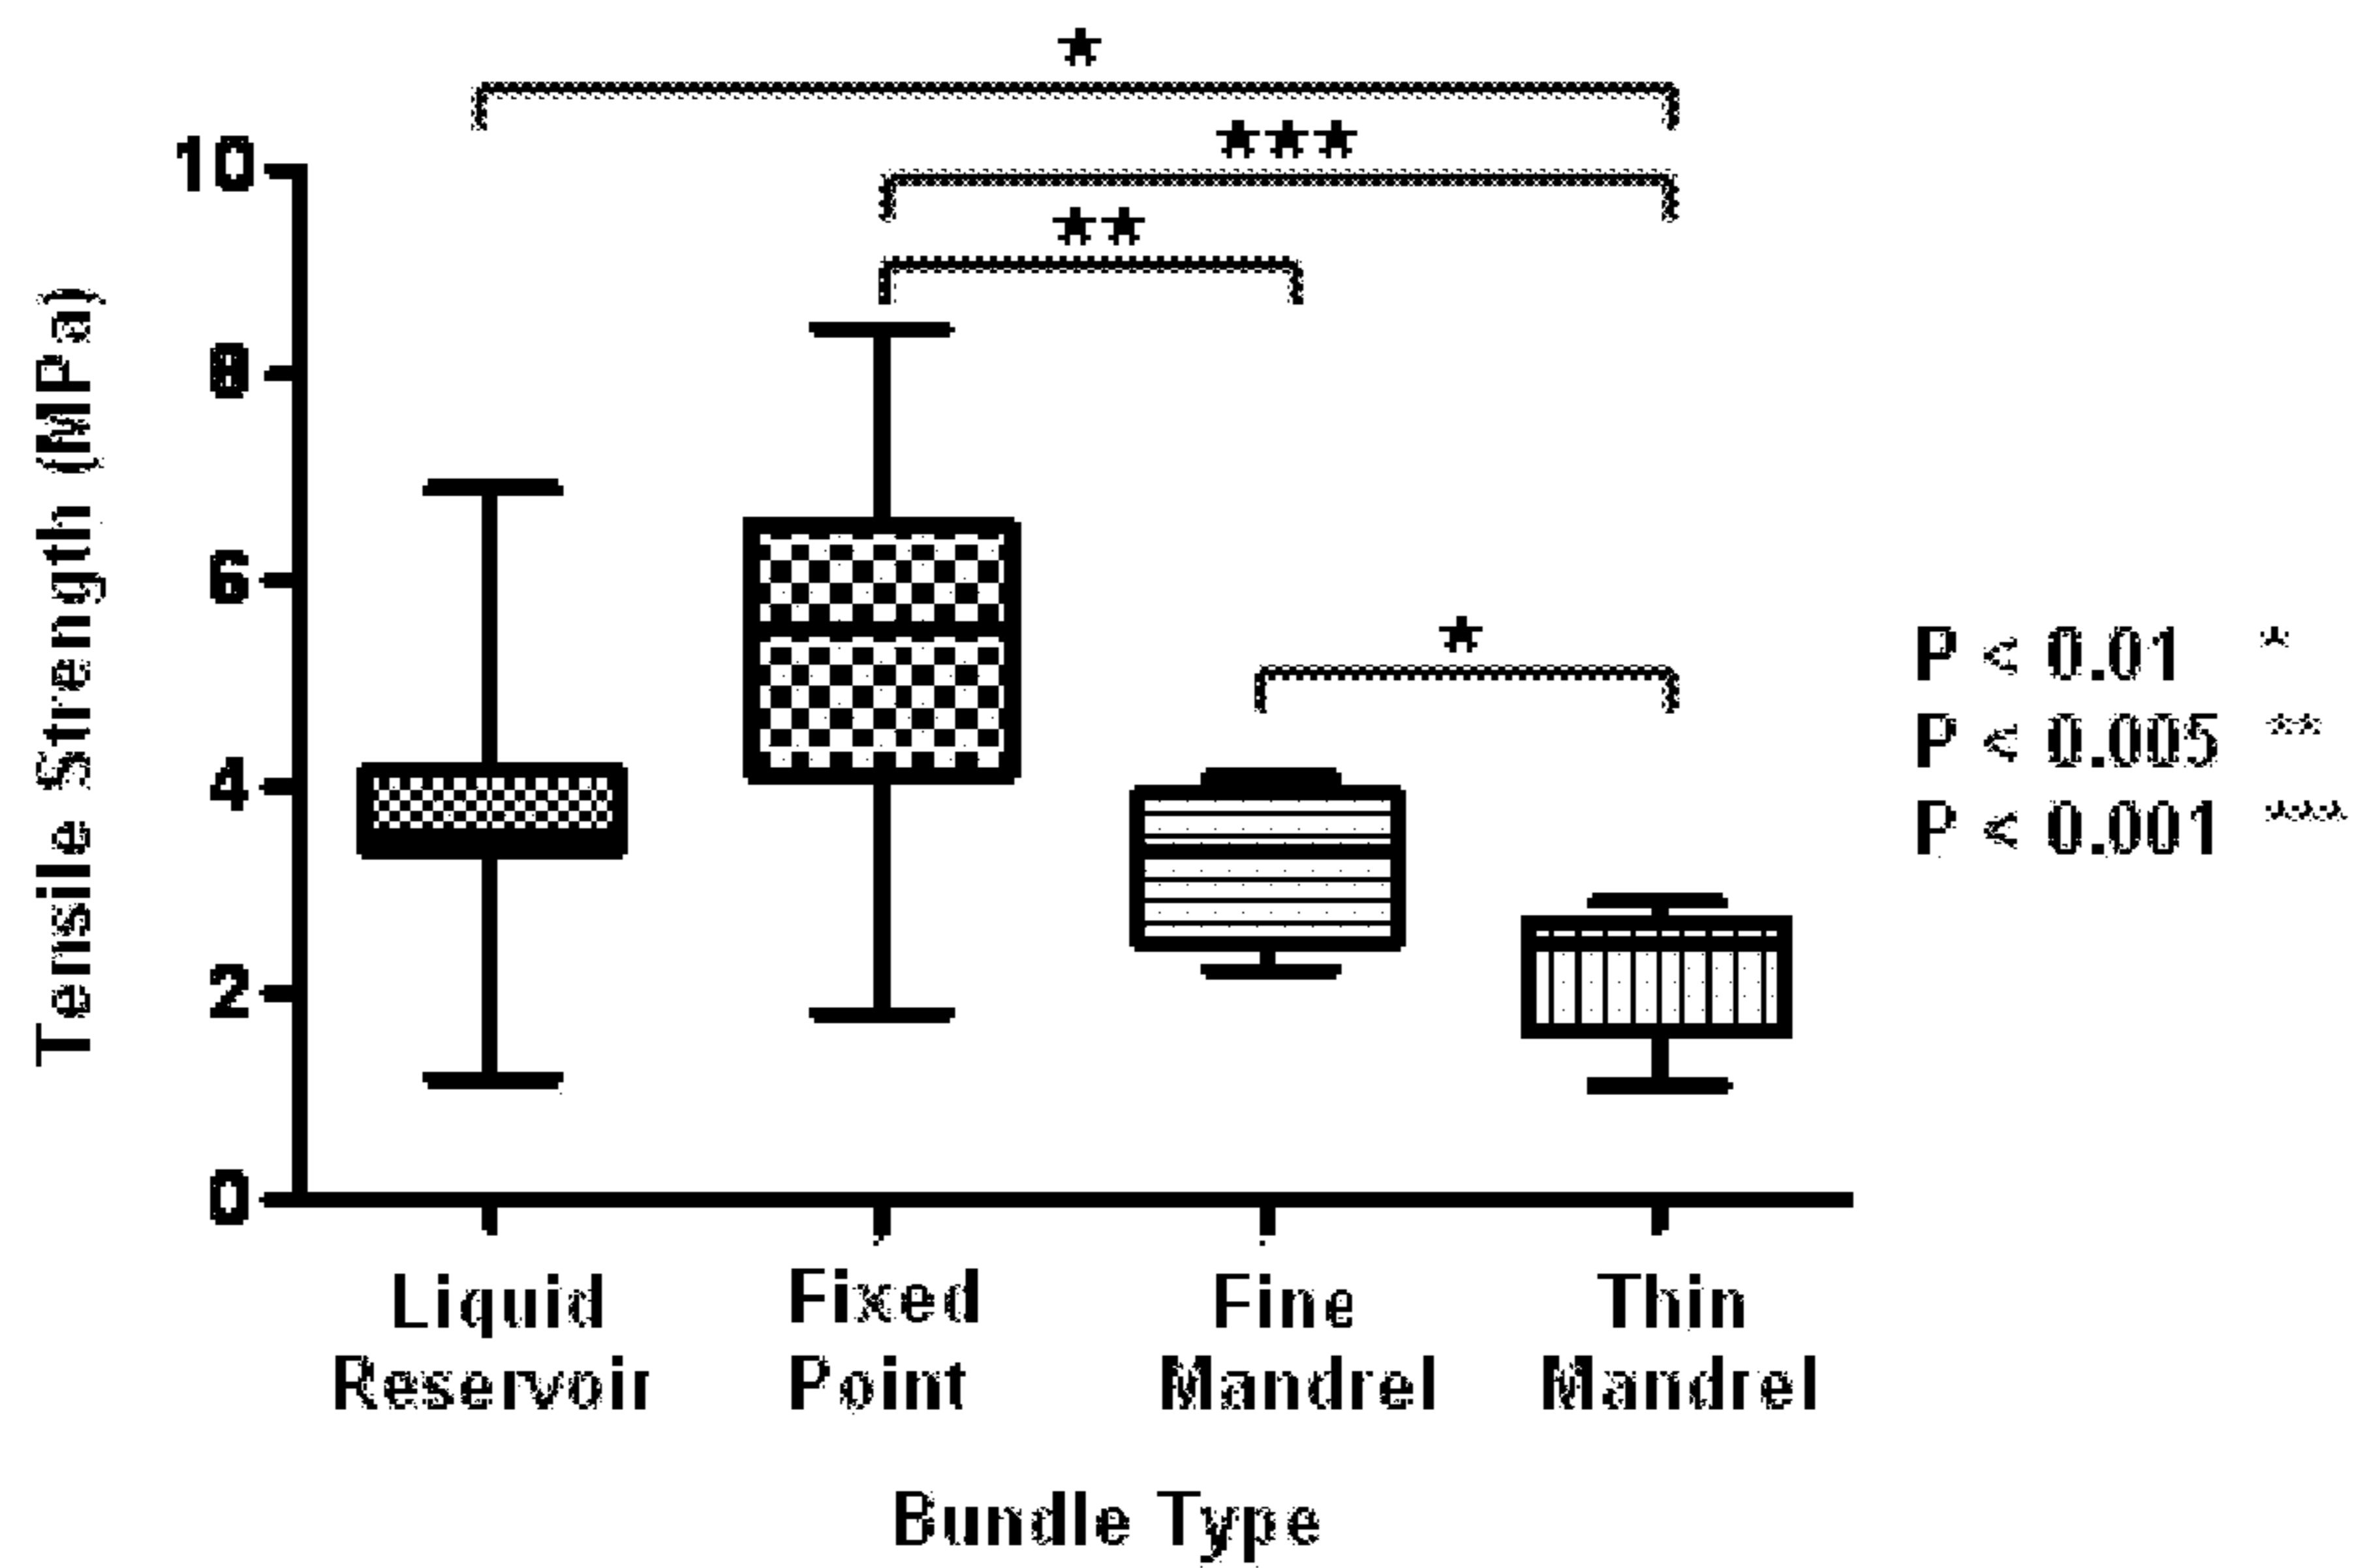 *
***
**
10
8
6
4
2
0
Tensile Strength (MPa)
*
P < 0.01 *
P < 0.005 **
P < 0.001 ***
Liquid Reservoir
Fixed Point
Fine Mandrel
Thin Mandrel
Bundle Type